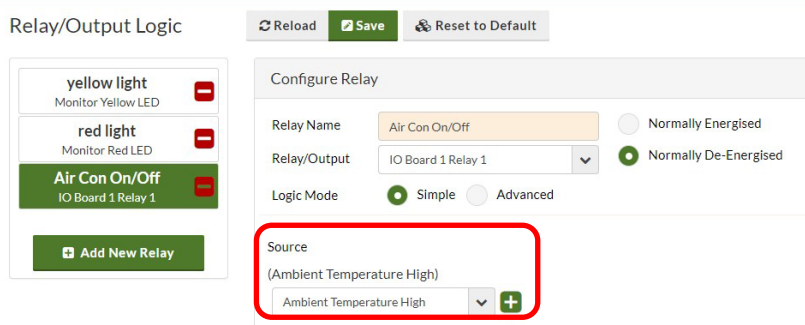 Relay/Output Logic
Reload
Save
Reset to Default
yellow light
Monitor Yellow LED
red light
Monitor Red LED
Air Con On/Off
IO Board 1 Relay 1
Add New Relay
Configure Relay
Relay Name
Air Con On/Off
Normally Energised
Relay/Output
IO Board 1 Relay 1
Normally De-Energised
Logic Mode
Simple
Advanced
Source
(Ambient Temperature High)
Ambient Temperature High